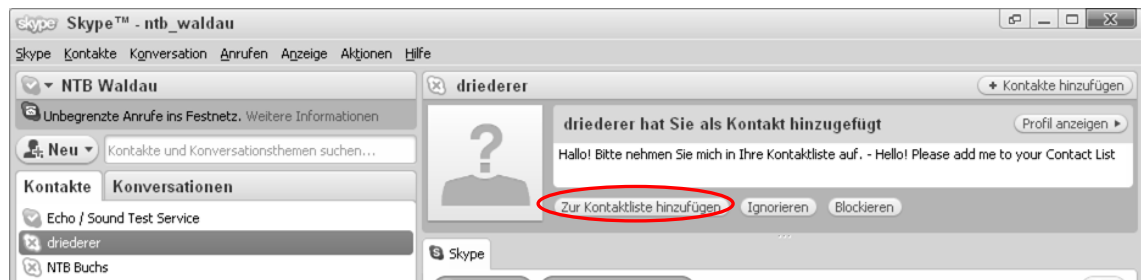 Skype™ - ntb_waldau
Skype Kontakte Konversation Anrufen Anzeige Aktionen Hilfe
NTB Waldau
Unbegrenzte Anrufe ins Festnetz. Weitere Informationen
Neu
Kontakte und Konversationsthemen suchen...
Kontakte Konversationen
Echo / Sound Test Service
driederer
NTB Buchs
driederer
+ Kontakte hinzufügen
driederer hat Sie als Kontakt hinzugefügt
Profil anzeigen
Hallo! Bitte nehmen Sie mich in Ihre Kontaktliste auf. - Hello! Please add me to your Contact List
Zur Kontaktliste hinzufügen Ignorieren Blockieren
Skype